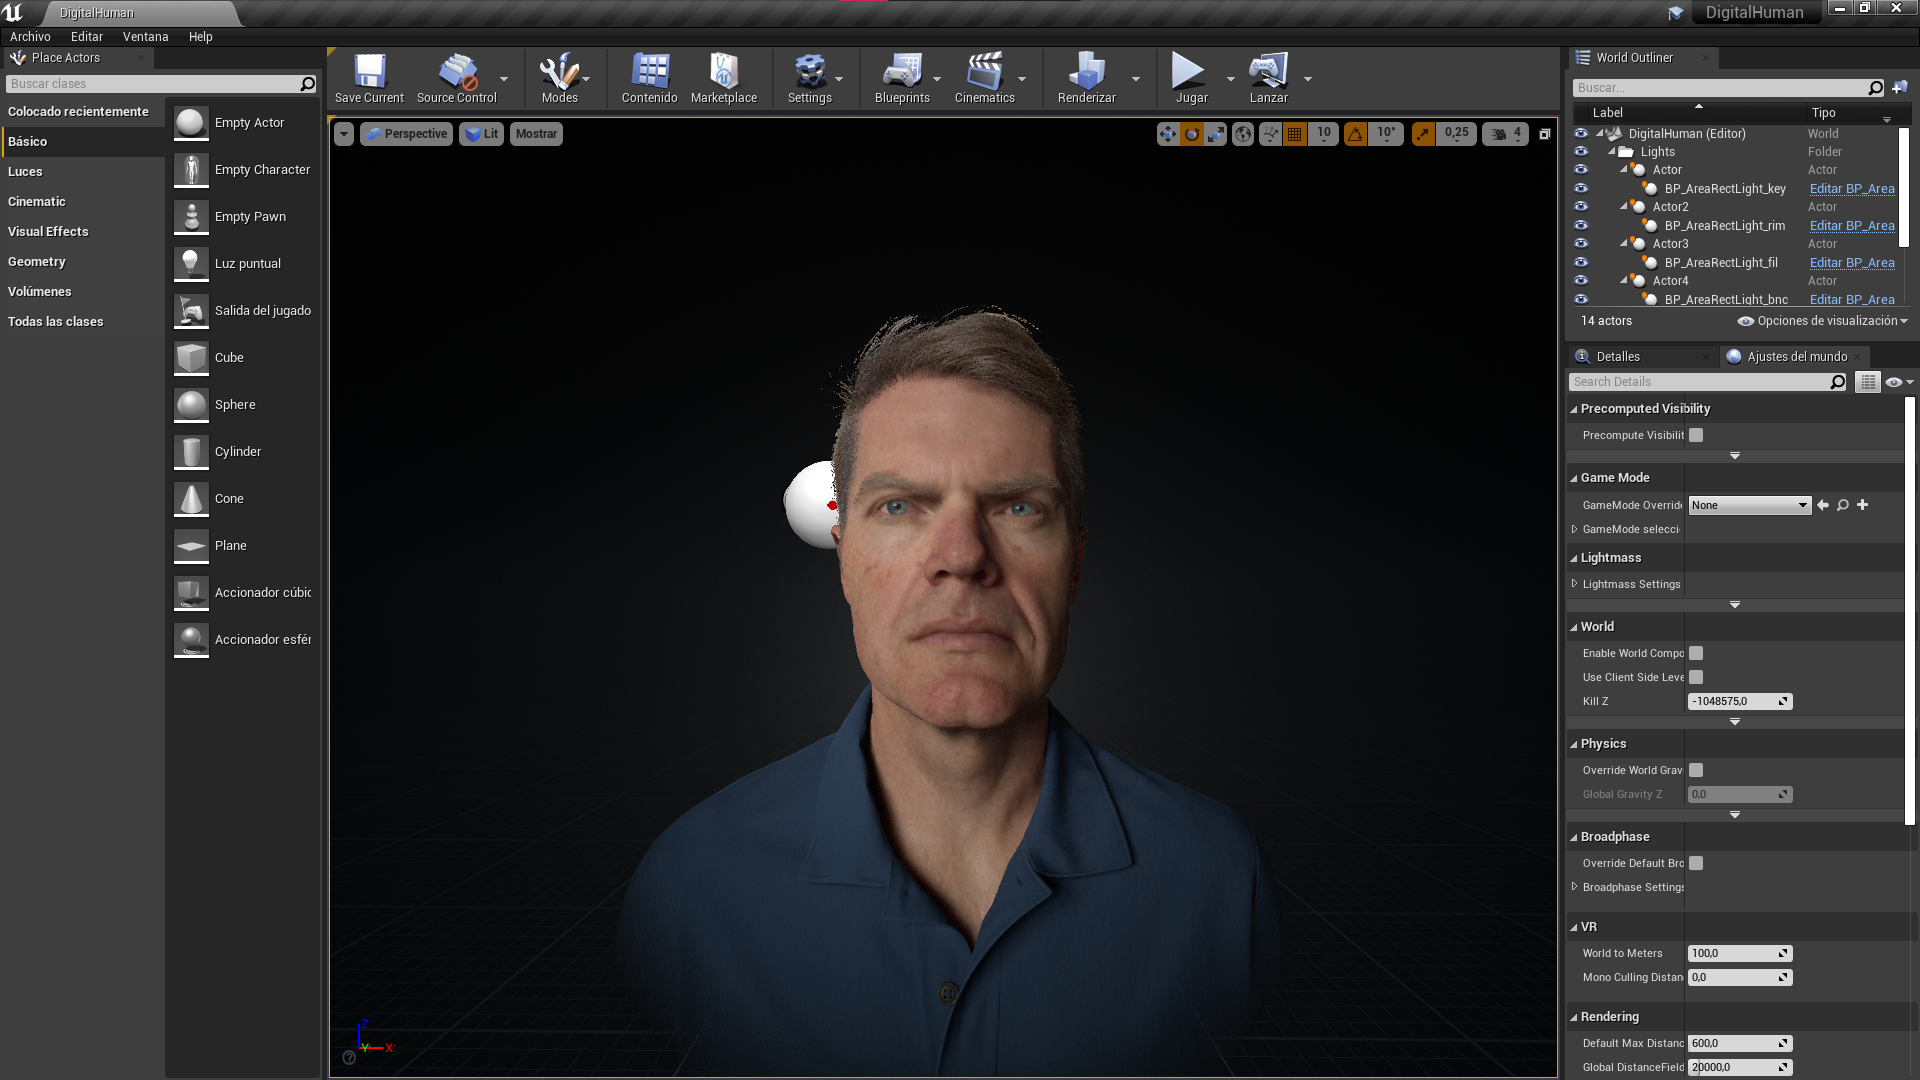 DigitalHuman
DigitalHuman
Archivo Editar Ventana Help
Place Actors
Buscar clases
Colocado recientemente
Básico
Luces
Cinematic
Visual Effects
Geometry
Volúmenes
Todas las clases
Empty Actor
Empty Character
Empty Pawn
Luz puntual
Salida del jugado
Cube
Sphere
Cylinder
Cone
Plane
Accionador cúbic
Accionador esfér
Save Current
Source Control
Modes
Contenido
Marketplace
Settings
Blueprints
Cinematics
Renderizar
Jugar
Lanzar
Perspective
Lit
Mostrar
10
10°
0,25
4
Z
Y
X
World Outliner
Buscar...
Label Tipo
DigitalHuman (Editor) World
Lights Folder
Actor Actor
BP_AreaRectLight_key Editar BP_Area
Actor2 Actor
BP_AreaRectLight_rim Editar BP_Area
Actor3 Actor
BP_AreaRectLight_fil Editar BP_Area
Actor4 Actor
BP_AreaRectLight_bnc Editar BP_Area
14 actors
Opciones de visualización
Detalles
Ajustes del mundo
Search Details
Precomputed Visibility
Precompute Visibilit
Game Mode
GameMode Override None
GameMode selecci
Lightmass
Lightmass Settings
World
Enable World Compo
Use Client Side Leve
Kill Z -1048575,0
Physics
Override World Grav
Global Gravity Z 0,0
Broadphase
Override Default Bro
Broadphase Settings
VR
World to Meters 100,0
Mono Culling Distan 0,0
Rendering
Default Max Distanc 600,0
Global DistanceField 20000,0